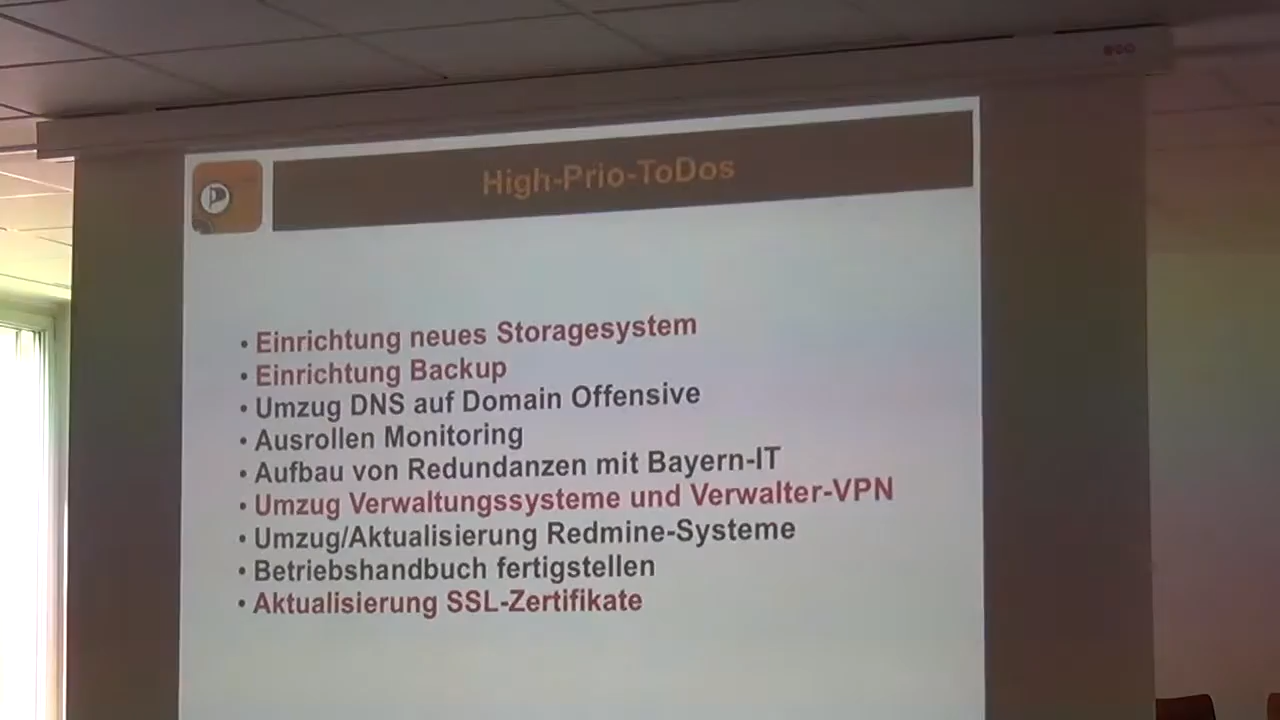 High-Prio-ToDos
• Einrichtung neues Storagesystem
• Einrichtung Backup
• Umzug DNS auf Domain Offensive
• Ausrollen Monitoring
• Aufbau von Redundanzen mit Bayern-IT
• Umzug Verwaltungssysteme und Verwalter-VPN
• Umzug/Aktualisierung Redmine-Systeme
• Betriebshandbuch fertigstellen
• Aktualisierung SSL-Zertifikate